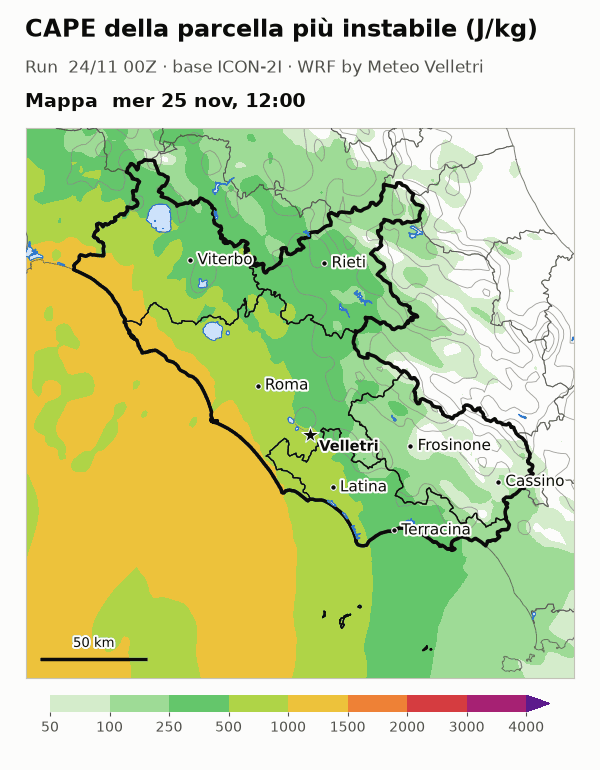 CAPE della parcella più instabile (J/kg)
Run 24/11 00Z · base ICON-2I · WRF by Meteo Velletri
Mappa mer 25 nov, 12:00
Viterbo
Rieti
Roma
Velletri
Frosinone
Cassino
Latina
Terracina
50 km
50 100 250 500 1000 1500 2000 3000 4000